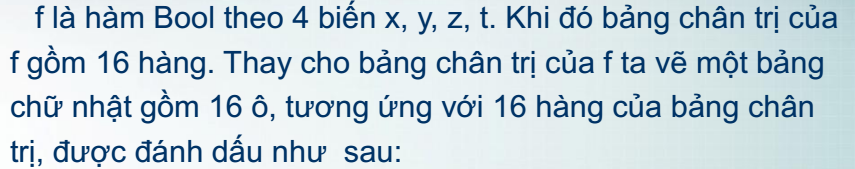 f là hàm Bool theo 4 biến x, y, z, t. Khi đó bảng chân trị của
f gồm 16 hàng. Thay cho bảng chân trị của f ta vẽ một bảng
chữ nhật gồm 16 ô, tương ứng với 16 hàng của bảng chân
trị, được đánh dấu như sau: